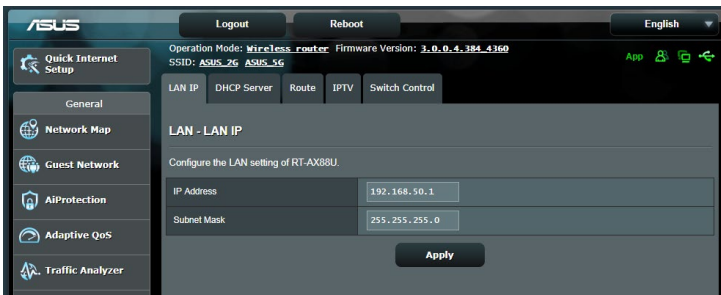 ASUS
Logout
Reboot
English
Quick Internet Setup
Operation Mode: Wireless router Firmware Version: 3.0.0.4.384_4360
SSID: ASUS_2G ASUS_5G
App
General
LAN IP DHCP Server Route IPTV Switch Control
Network Map
LAN - LAN IP
Guest Network
Configure the LAN setting of RT-AX88U.
AiProtection
IP Address 192.168.50.1
Subnet Mask 255.255.255.0
Adaptive QoS
Apply
Traffic Analyzer